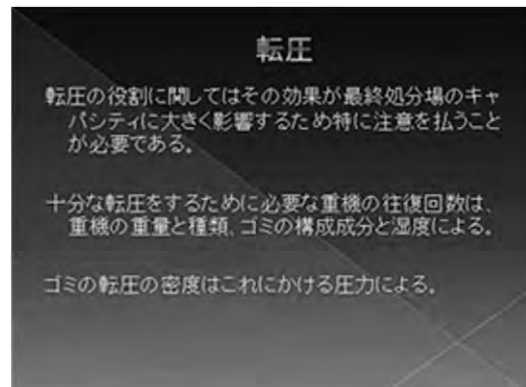 転圧
転圧の役割に関してはその効果が最終処分場のキャ
パシティに大きく影響するため特に注意を払うこと
が必要である。
十分な転圧をするために必要な重機の往復回数は、
重機の重量と種類、ゴミの構成成分と湿度による。
ゴミの転圧の密度はこれにかける圧力による。